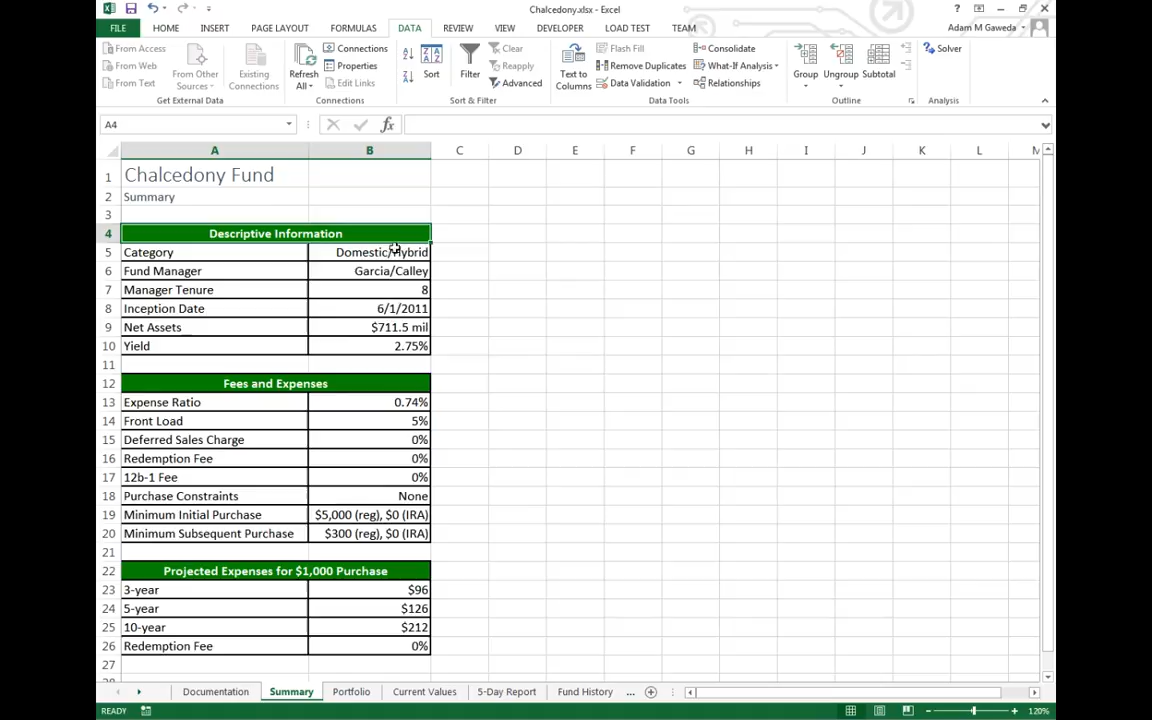 Chalcedony.xlsx - Excel
?
FILE HOME INSERT PAGE LAYOUT FORMULAS DATA REVIEW VIEW DEVELOPER LOAD TEST TEAM Adam M Gaweda
From Access
From Web
From Text
From Other Sources
Existing Connections
Get External Data
Refresh All
Connections
Properties
Edit Links
Connections
Sort
Filter
Clear
Reapply
Advanced
Sort & Filter
Text to Columns
Flash Fill
Remove Duplicates
Data Validation
Consolidate
What-If Analysis
Relationships
Data Tools
Group
Ungroup
Subtotal
Outline
Solver
Analysis
A4 fx
A B C D E F G H I J K L M
1 Chalcedony Fund
2 Summary
3
4 Descriptive Information
5 Category Domestic/Hybrid
6 Fund Manager Garcia/Calley
7 Manager Tenure 8
8 Inception Date 6/1/2011
9 Net Assets $711.5 mil
10 Yield 2.75%
11
12 Fees and Expenses
13 Expense Ratio 0.74%
14 Front Load 5%
15 Deferred Sales Charge 0%
16 Redemption Fee 0%
17 12b-1 Fee 0%
18 Purchase Constraints None
19 Minimum Initial Purchase $5,000 (reg), $0 (IRA)
20 Minimum Subsequent Purchase $300 (reg), $0 (IRA)
21
22 Projected Expenses for $1,000 Purchase
23 3-year $96
24 5-year $126
25 10-year $212
26 Redemption Fee 0%
27
Documentation Summary Portfolio Current Values 5-Day Report Fund History ...
READY 120%